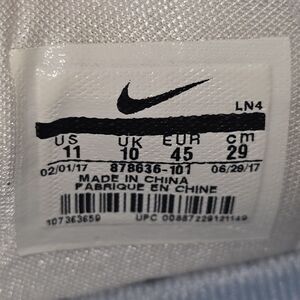 LN4
US UK EUR cm
11 10 45 29
02/01/17 878636-101 06/29/17
MADE IN CHINA
FABRIQUE EN CHINE
107363659 UPC 00887229121149